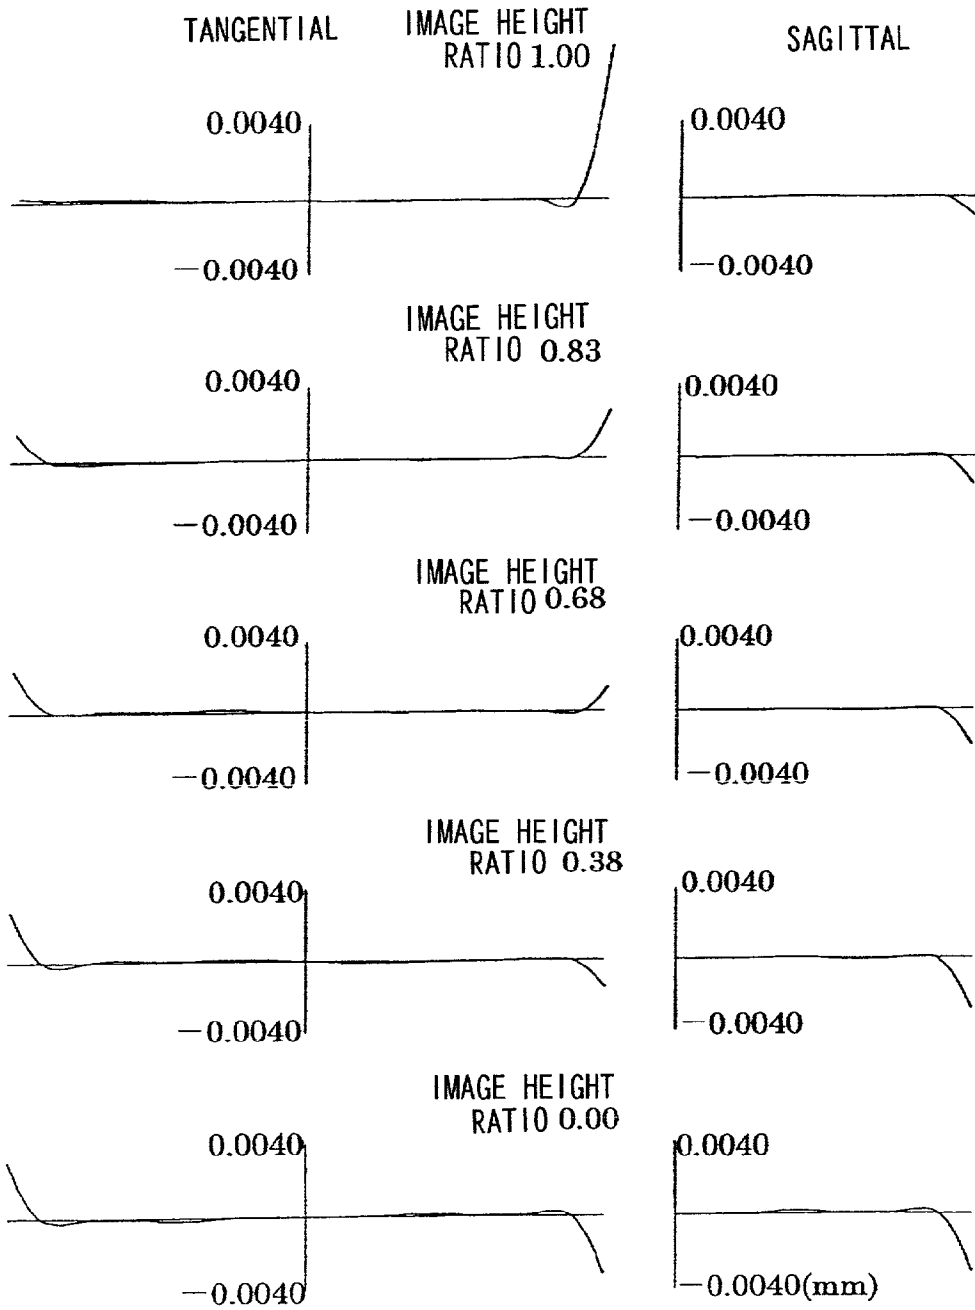 TANGENTIAL
IMAGE HEIGHT
RATIO 1.00
SAGITTAL
0.0040
0.0040
−0.0040
−0.0040
IMAGE HEIGHT
RATIO 0.83
0.0040
0.0040
−0.0040
−0.0040
IMAGE HEIGHT
RATIO 0.68
0.0040
0.0040
−0.0040
−0.0040
IMAGE HEIGHT
RATIO 0.38
0.0040
0.0040
−0.0040
−0.0040
IMAGE HEIGHT
RATIO 0.00
0.0040
0.0040
−0.0040
−0.0040(mm)